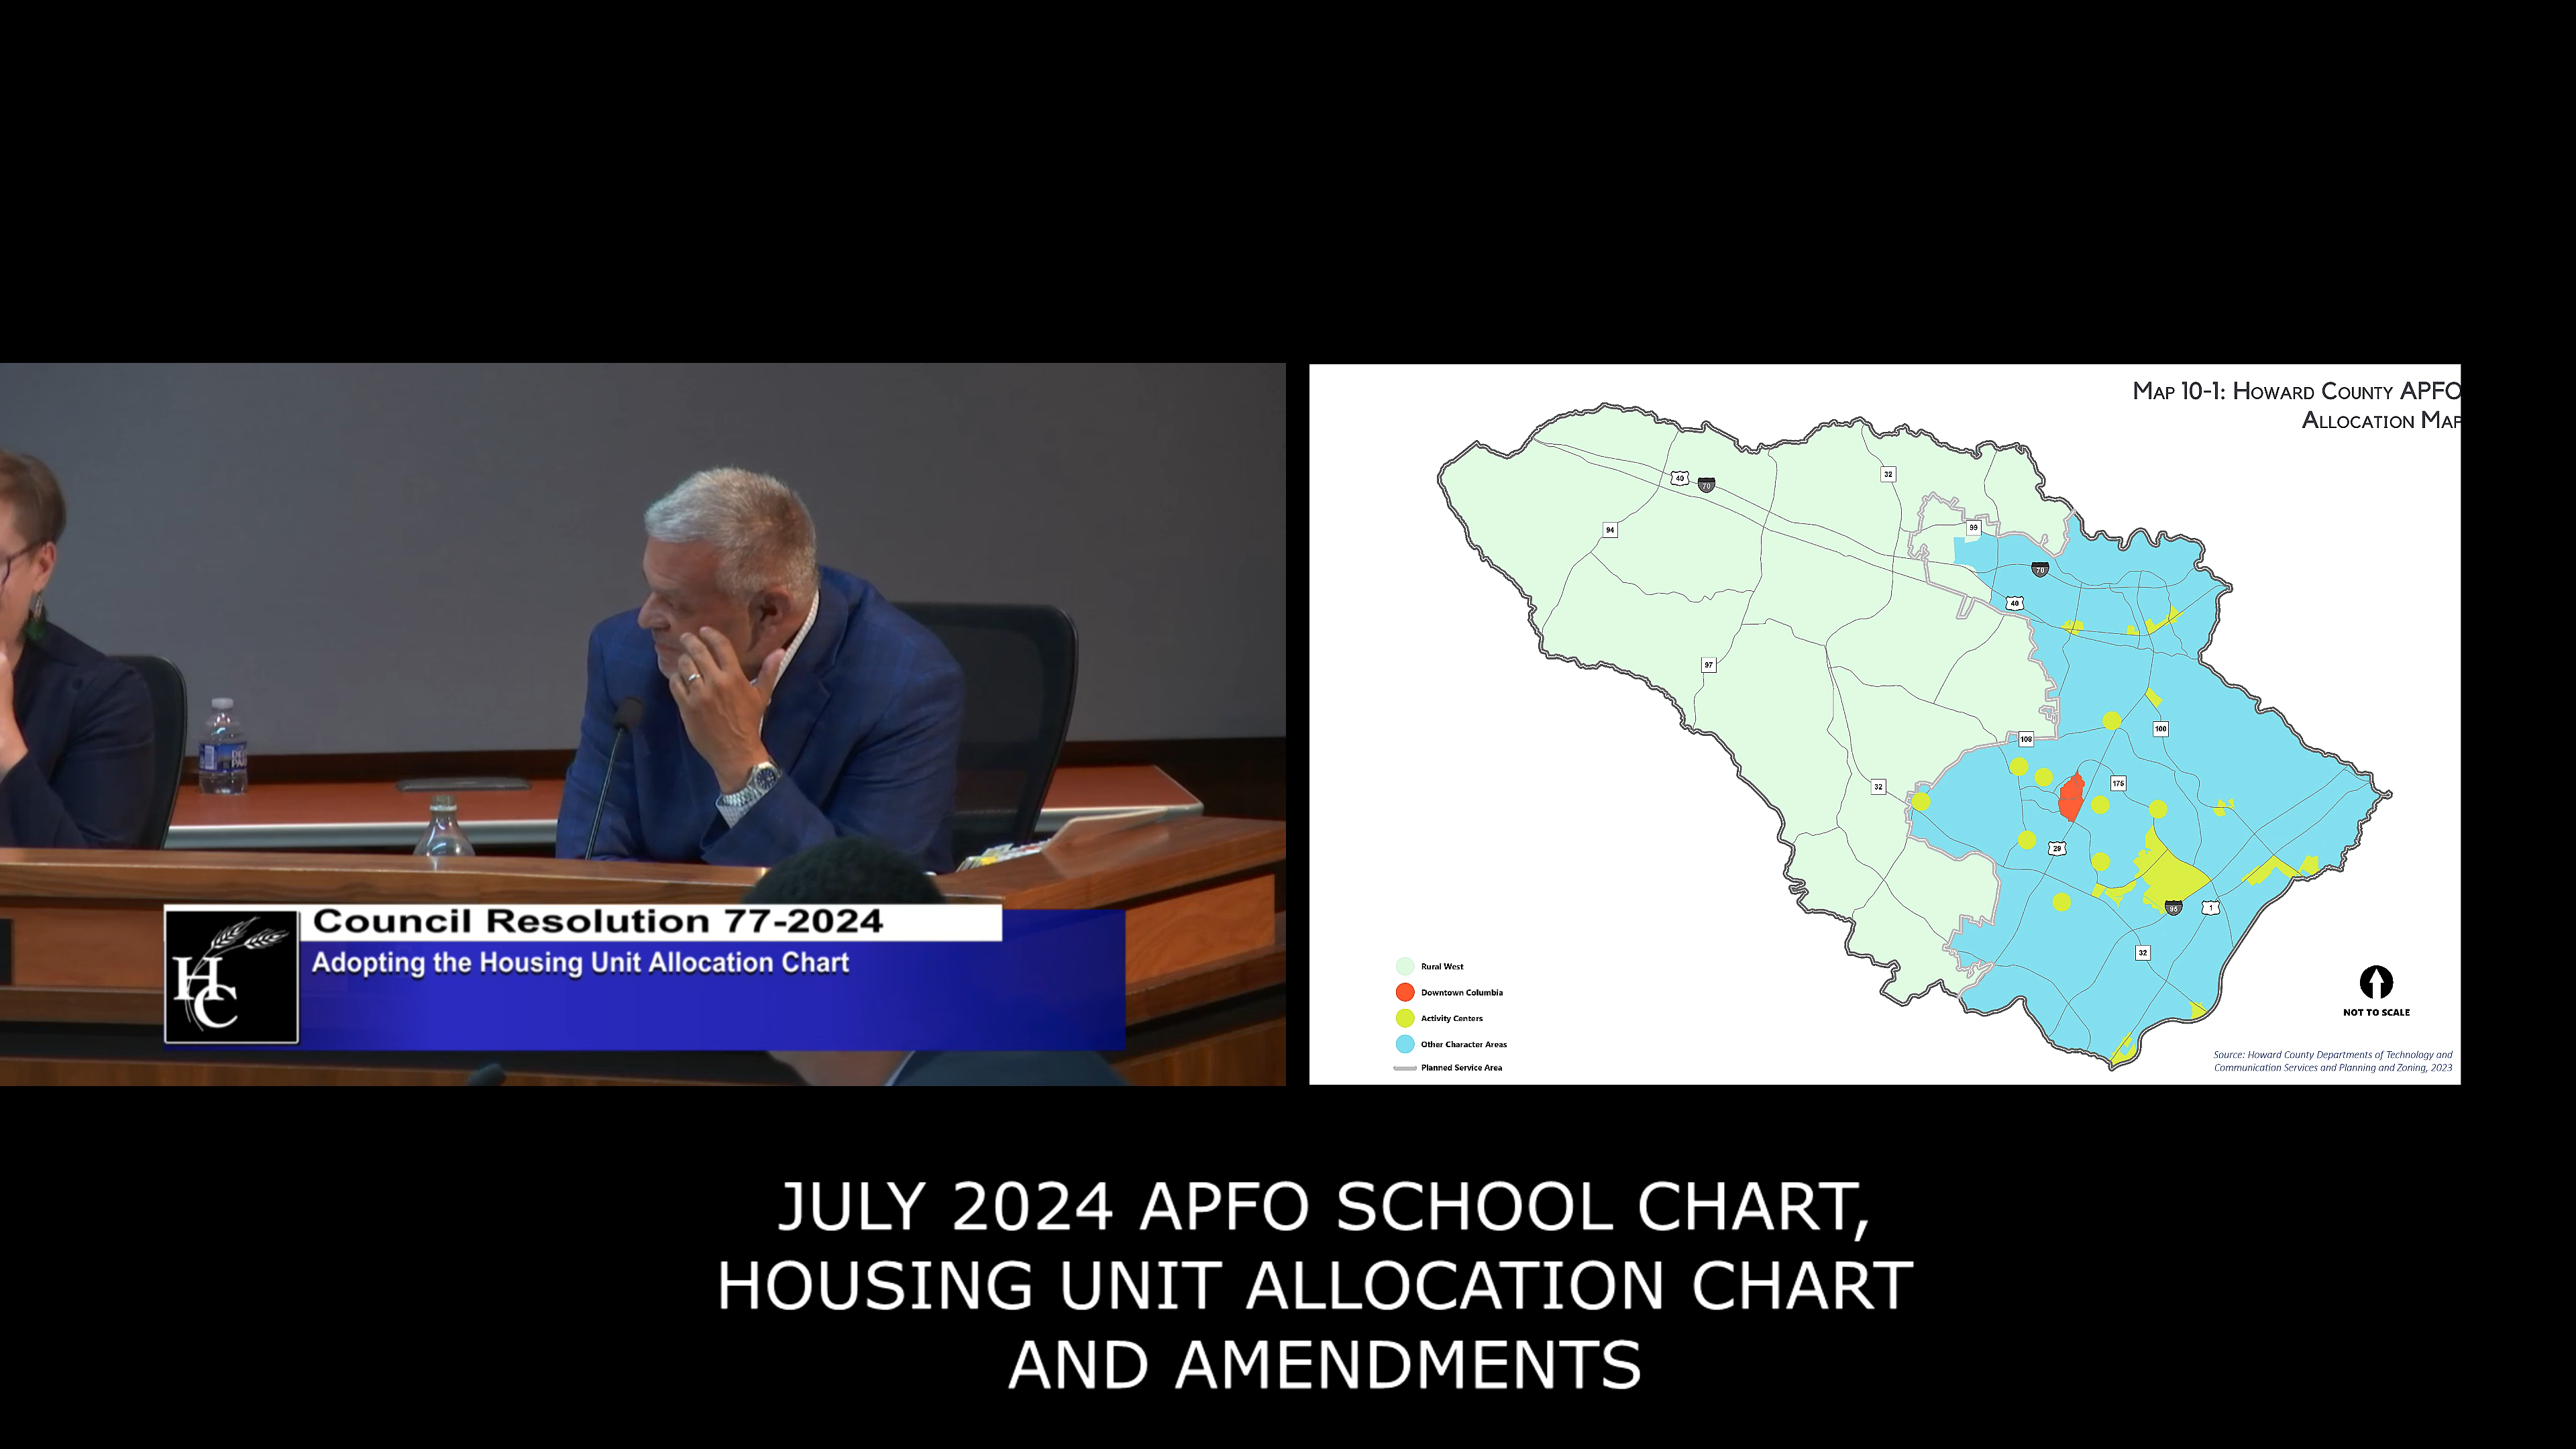 Map 10-1: Howard County APFO
Allocation Map
40
70
32
94
99
70
40
97
108
100
175
32
29
95
1
32
Rural West
Downtown Columbia
Activity Centers
Other Character Areas
Planned Service Area
NOT TO SCALE
Source: Howard County Departments of Technology and
Communication Services and Planning and Zoning, 2023
HC
Council Resolution 77-2024
Adopting the Housing Unit Allocation Chart
JULY 2024 APFO SCHOOL CHART,
HOUSING UNIT ALLOCATION CHART
AND AMENDMENTS